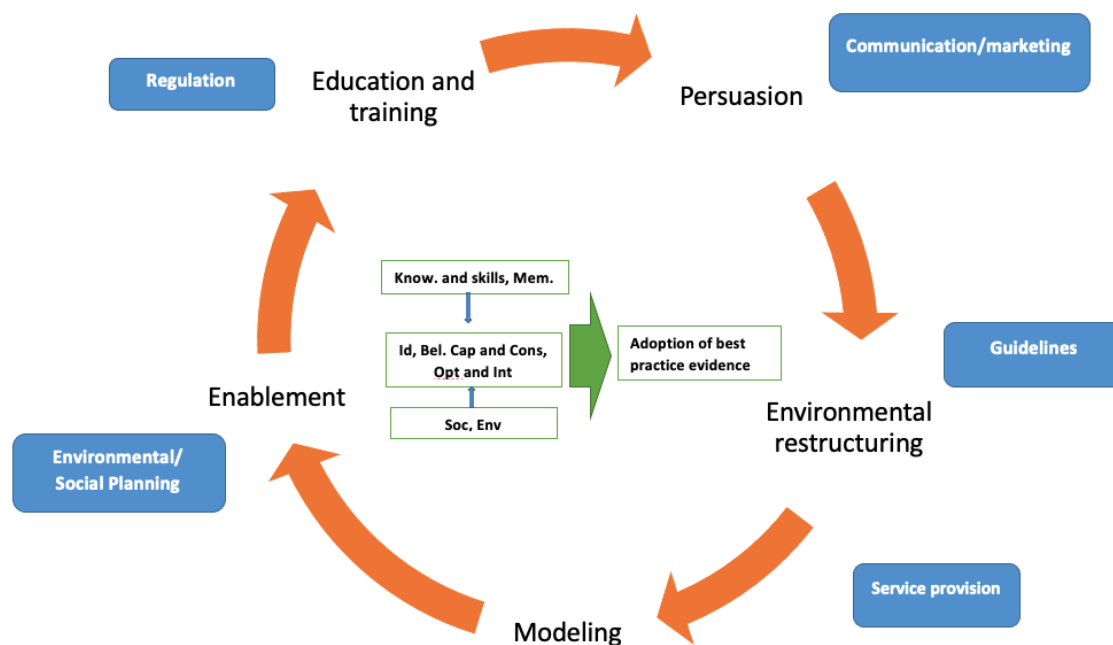 Communication/marketing
Regulation
Education and
training
Persuasion
Know. and skills, Mem.
Id, Bel. Cap and Cons,
Opt and Int
Soc, Env
Adoption of best
practice evidence
Guidelines
Enablement
Environmental
restructuring
Environmental/
Social Planning
Service provision
Modeling